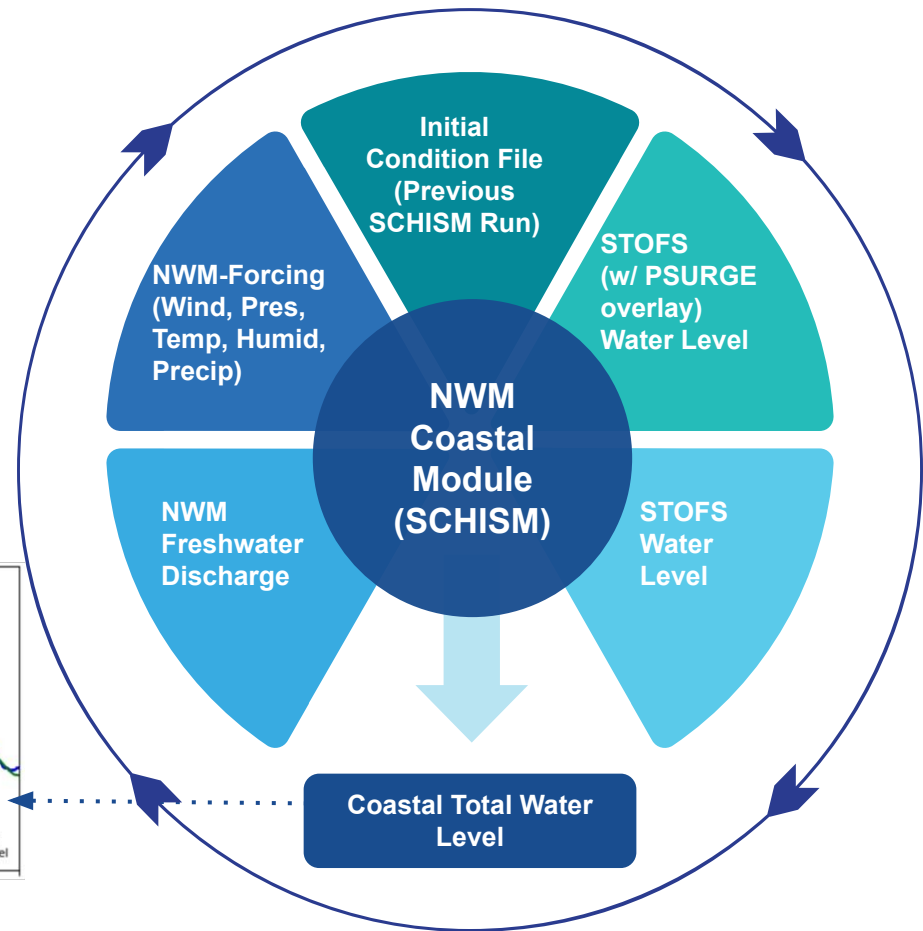 Initial
Condition File
(Previous
SCHISM Run)
NWM-Forcing
(Wind, Pres,
Temp, Humid,
Precip)
STOFS
(w/ PSURGE
overlay)
Water Level
NWM
Coastal
Module
(SCHISM)
NWM
Freshwater
Discharge
STOFS
Water
Level
Coastal Total Water
Level
el